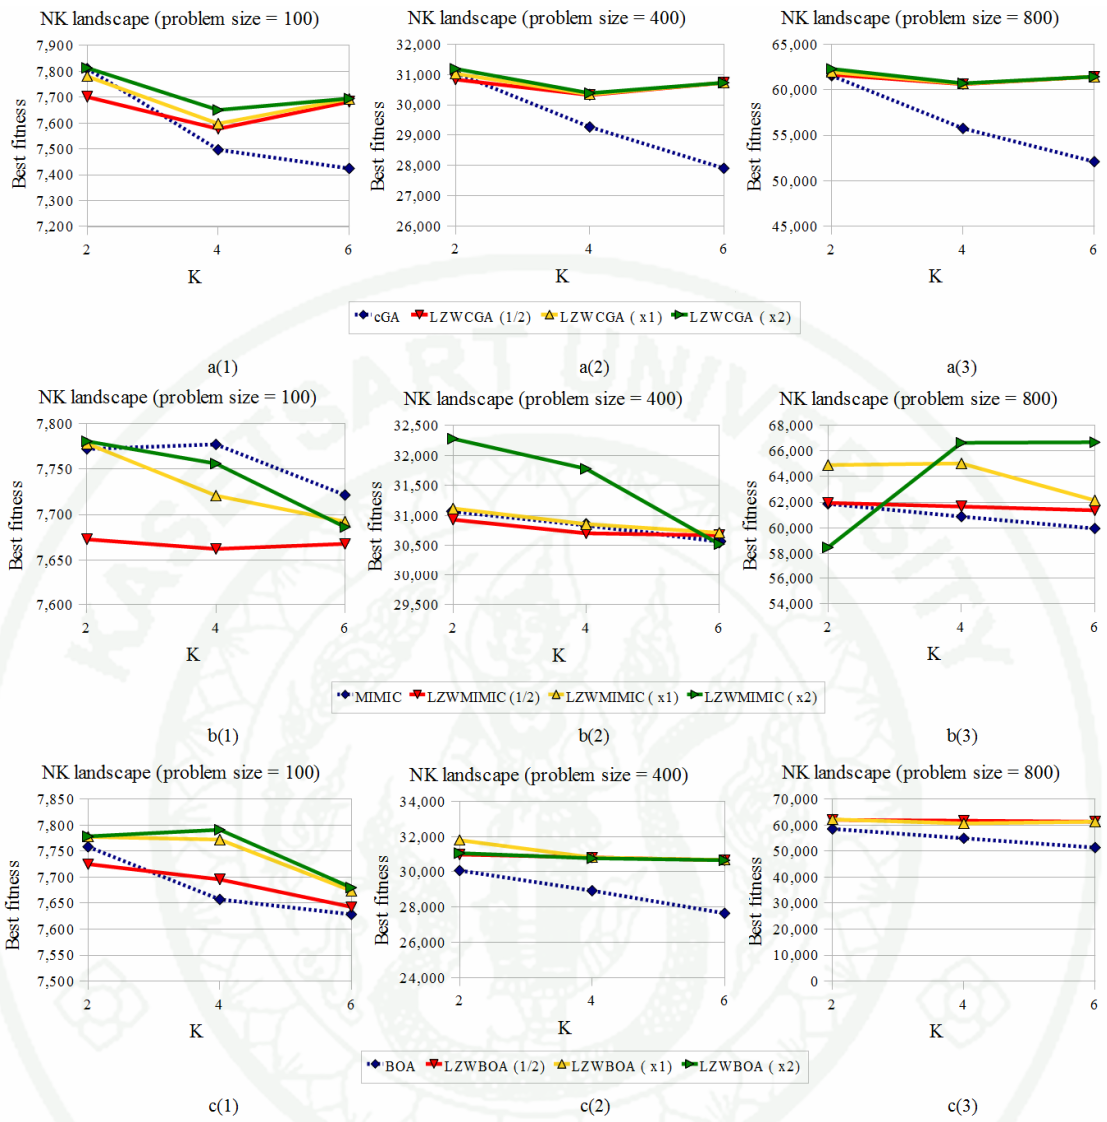 NK landscape (problem size = 100)
NK landscape (problem size = 400)
NK landscape (problem size = 800)
Best fitness
7,900
7,800
7,700
7,600
7,500
7,400
7,300
7,200
2 4 6
K
Best fitness
32,000
31,000
30,000
29,000
28,000
27,000
26,000
2 4 6
K
Best fitness
65,000
60,000
55,000
50,000
45,000
2 4 6
K
cGA LZWCGA (1/2) LZWCGA ( x1) LZWCGA ( x2)
a(1)
a(2)
a(3)
NK landscape (problem size = 100)
NK landscape (problem size = 400)
NK landscape (problem size = 800)
Best fitness
7,800
7,750
7,700
7,650
7,600
2 4 6
K
Best fitness
32,500
32,000
31,500
31,000
30,500
30,000
29,500
2 4 6
K
Best fitness
68,000
66,000
64,000
62,000
60,000
58,000
56,000
54,000
2 4 6
K
MIMIC LZWMIMIC (1/2) LZWMIMIC ( x1) LZWMIMIC ( x2)
b(1)
b(2)
b(3)
NK landscape (problem size = 100)
NK landscape (problem size = 400)
NK landscape (problem size = 800)
Best fitness
7,850
7,800
7,750
7,700
7,650
7,600
7,550
7,500
2 4 6
K
Best fitness
34,000
32,000
30,000
28,000
26,000
24,000
2 4 6
K
Best fitness
70,000
60,000
50,000
40,000
30,000
20,000
10,000
0
2 4 6
K
BOA LZWBOA (1/2) LZWBOA ( x1) LZWBOA ( x2)
c(1)
c(2)
c(3)
KASETSART UNIVERSITY